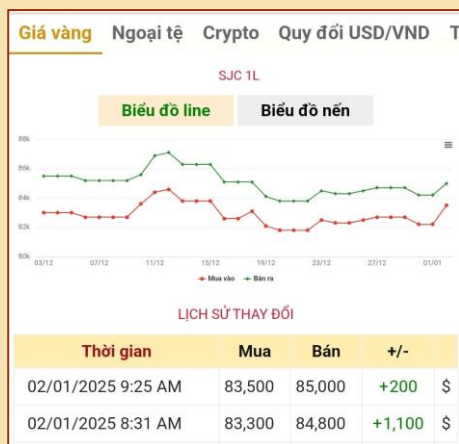 Giá vàng Ngoại tệ Crypto Quy đổi USD/VND T
SJC 1L
Biểu đồ line Biểu đồ nến
88k
86k
84k
82k
80k
03/12 07/12 11/12 15/12 19/12 23/12 27/12 01/01
Mua vào Bán ra
LỊCH SỬ THAY ĐỔI
Thời gian Mua Bán +/-
02/01/2025 9:25 AM 83,500 85,000 +200 $
02/01/2025 8:31 AM 83,300 84,800 +1,100 $